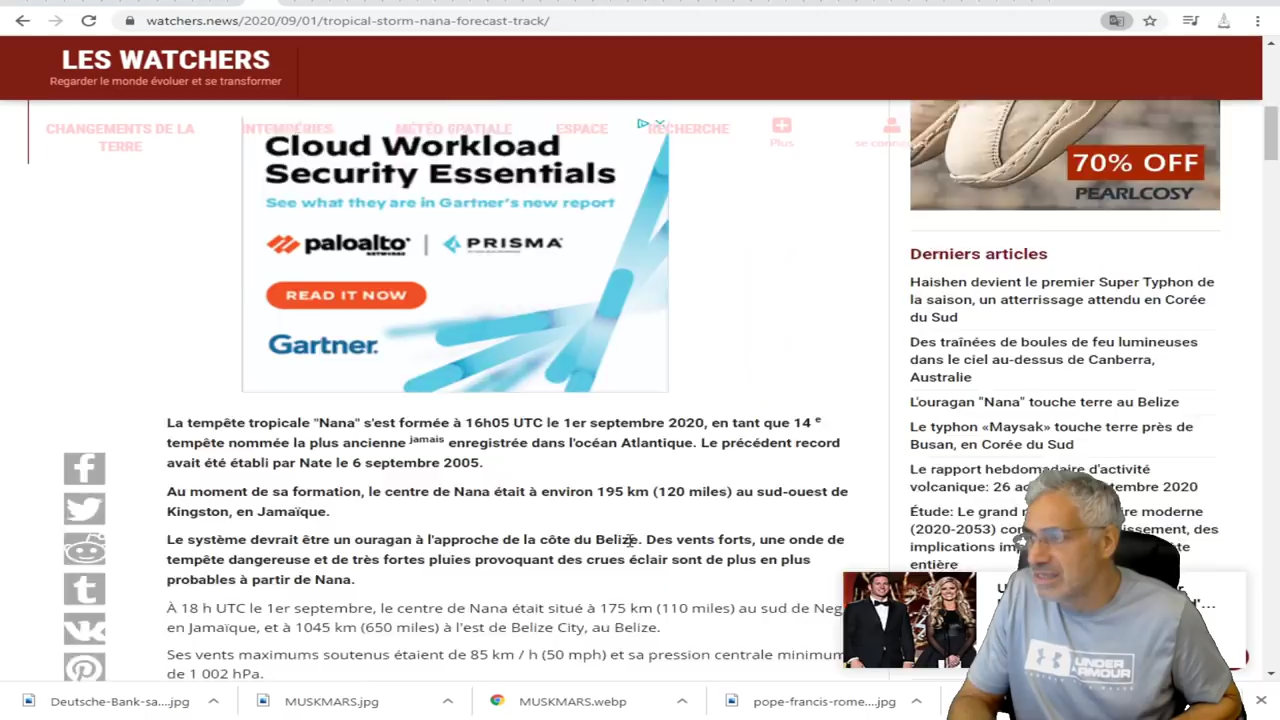 watchers.news/2020/09/01/tropical-storm-nana-forecast-track/
LES WATCHERS
Regarder le monde évoluer et se transformer
CHANGEMENTS DE LA
TERRE
INTEMPÉRIES
MÉTÉO SPATIALE
ESPACE
RECHERCHE
Plus
se conne
Cloud Workload
Security Essentials
See what they are in Gartner's new report
paloalto
NETWORKS
PRISMA
READ IT NOW
Gartner.
70% OFF
PEARLCOSY
La tempête tropicale "Nana" s'est formée à 16h05 UTC le 1er septembre 2020, en tant que 14 e
tempête nommée la plus ancienne jamais enregistrée dans l'océan Atlantique. Le précédent record
avait été établi par Nate le 6 septembre 2005.
Au moment de sa formation, le centre de Nana était à environ 195 km (120 miles) au sud-ouest de
Kingston, en Jamaïque.
Le système devrait être un ouragan à l'approche de la côte du Belize. Des vents forts, une onde de
tempête dangereuse et de très fortes pluies provoquant des crues éclair sont de plus en plus
probables à partir de Nana.
À 18 h UTC le 1er septembre, le centre de Nana était situé à 175 km (110 miles) au sud de Neg
en Jamaïque, et à 1045 km (650 miles) à l'est de Belize City, au Belize.
Ses vents maximums soutenus étaient de 85 km / h (50 mph) et sa pression centrale minimum
de 1 002 hPa.
Derniers articles
Haishen devient le premier Super Typhon de
la saison, un atterrissage attendu en Corée
du Sud
Des traînées de boules de feu lumineuses
dans le ciel au-dessus de Canberra,
Australie
L'ouragan "Nana" touche terre au Belize
Le typhon «Maysak» touche terre près de
Busan, en Corée du Sud
Le rapport hebdomadaire d'activité
volcanique: 26 ao tembre 2020
Étude: Le grand m re moderne
(2020-2053) co issement, des
implications im ète
entière
Deutsche-Bank-sa....jpg
MUSKMARS.jpg
MUSKMARS.webp
pope-francis-rome....jpg
UNDER ARMOUR